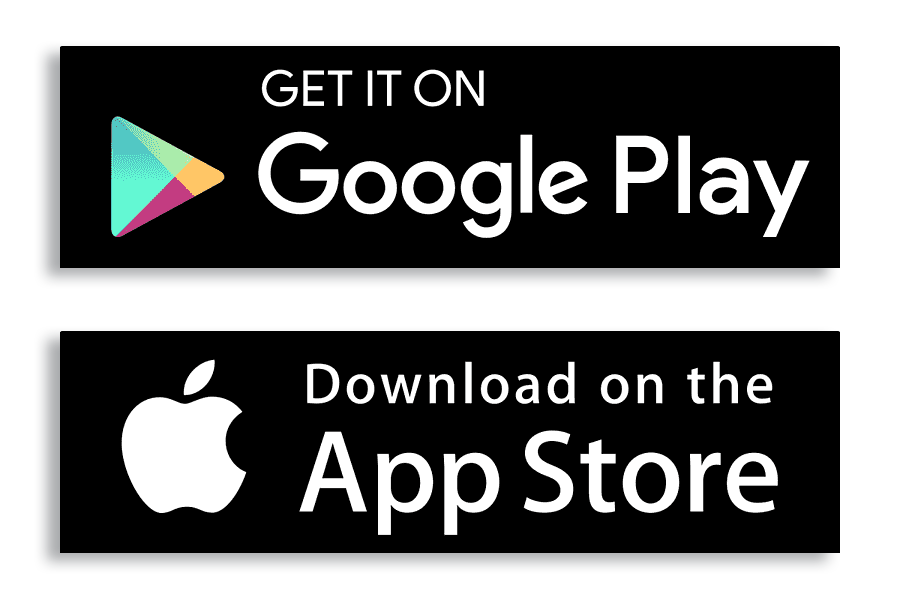 GET IT ON
Google Play
Download on the
App Store